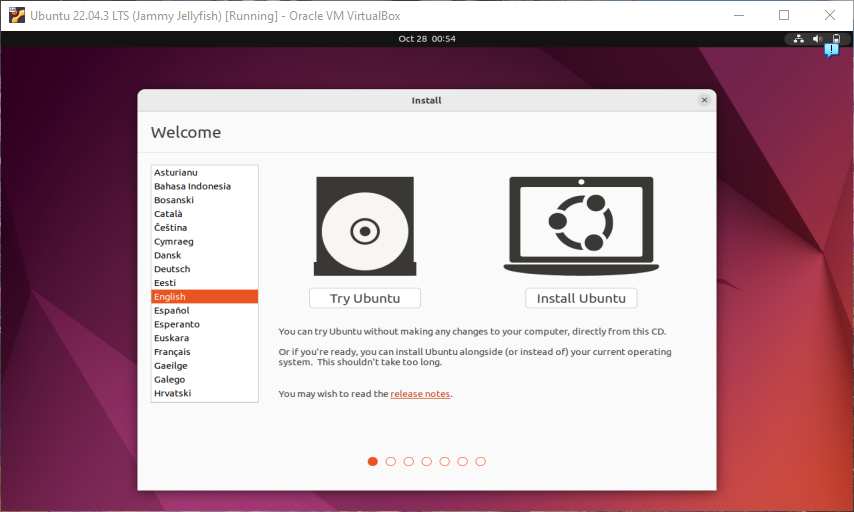 Ubuntu 22.04.3 LTS (Jammy Jellyfish) [Running] - Oracle VM VirtualBox
Oct 28 00:54
Install
Welcome
Asturianu
Bahasa Indonesia
Bosanski
Català
Čeština
Cymraeg
Dansk
Deutsch
Eesti
English
Español
Esperanto
Euskara
Français
Gaeilge
Galego
Hrvatski
Try Ubuntu
Install Ubuntu
You can try Ubuntu without making any changes to your computer, directly from this CD.
Or if you're ready, you can install Ubuntu alongside (or instead of) your current operating
system. This shouldn't take too long.
You may wish to read the release notes.